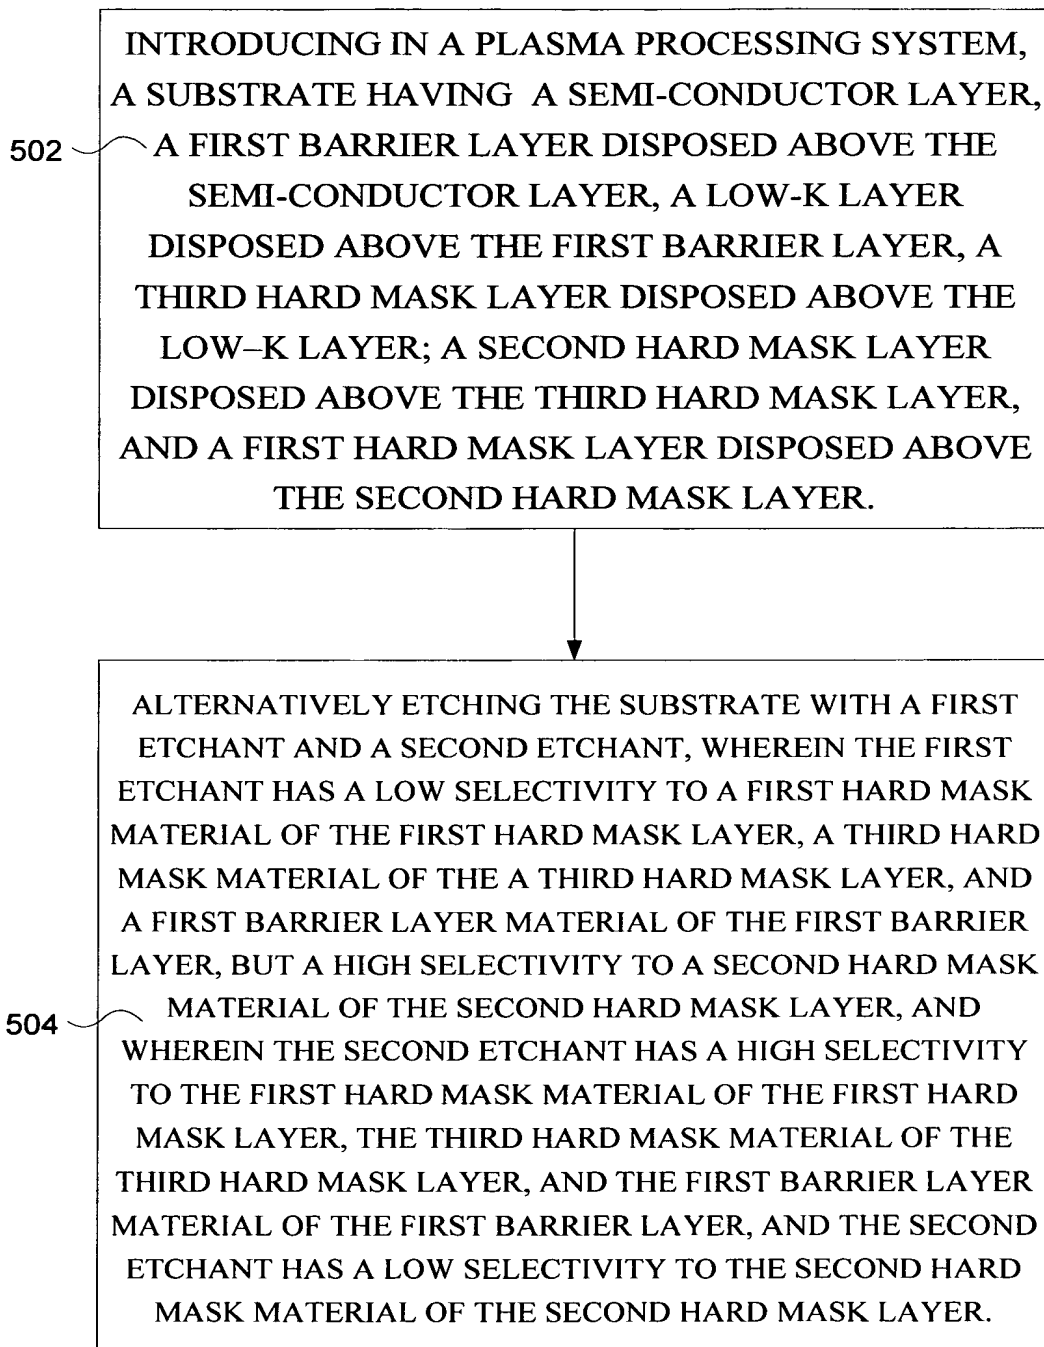 INTRODUCING IN A PLASMA PROCESSING SYSTEM,
A SUBSTRATE HAVING A SEMI-CONDUCTOR LAYER,
502
A FIRST BARRIER LAYER DISPOSED ABOVE THE
SEMI-CONDUCTOR LAYER, A LOW-K LAYER
DISPOSED ABOVE THE FIRST BARRIER LAYER, A
THIRD HARD MASK LAYER DISPOSED ABOVE THE
LOW–K LAYER; A SECOND HARD MASK LAYER
DISPOSED ABOVE THE THIRD HARD MASK LAYER,
AND A FIRST HARD MASK LAYER DISPOSED ABOVE
THE SECOND HARD MASK LAYER.
ALTERNATIVELY ETCHING THE SUBSTRATE WITH A FIRST
ETCHANT AND A SECOND ETCHANT, WHEREIN THE FIRST
ETCHANT HAS A LOW SELECTIVITY TO A FIRST HARD MASK
MATERIAL OF THE FIRST HARD MASK LAYER, A THIRD HARD
MASK MATERIAL OF THE A THIRD HARD MASK LAYER, AND
A FIRST BARRIER LAYER MATERIAL OF THE FIRST BARRIER
LAYER, BUT A HIGH SELECTIVITY TO A SECOND HARD MASK
504
MATERIAL OF THE SECOND HARD MASK LAYER, AND
WHEREIN THE SECOND ETCHANT HAS A HIGH SELECTIVITY
TO THE FIRST HARD MASK MATERIAL OF THE FIRST HARD
MASK LAYER, THE THIRD HARD MASK MATERIAL OF THE
THIRD HARD MASK LAYER, AND THE FIRST BARRIER LAYER
MATERIAL OF THE FIRST BARRIER LAYER, AND THE SECOND
ETCHANT HAS A LOW SELECTIVITY TO THE SECOND HARD
MASK MATERIAL OF THE SECOND HARD MASK LAYER.